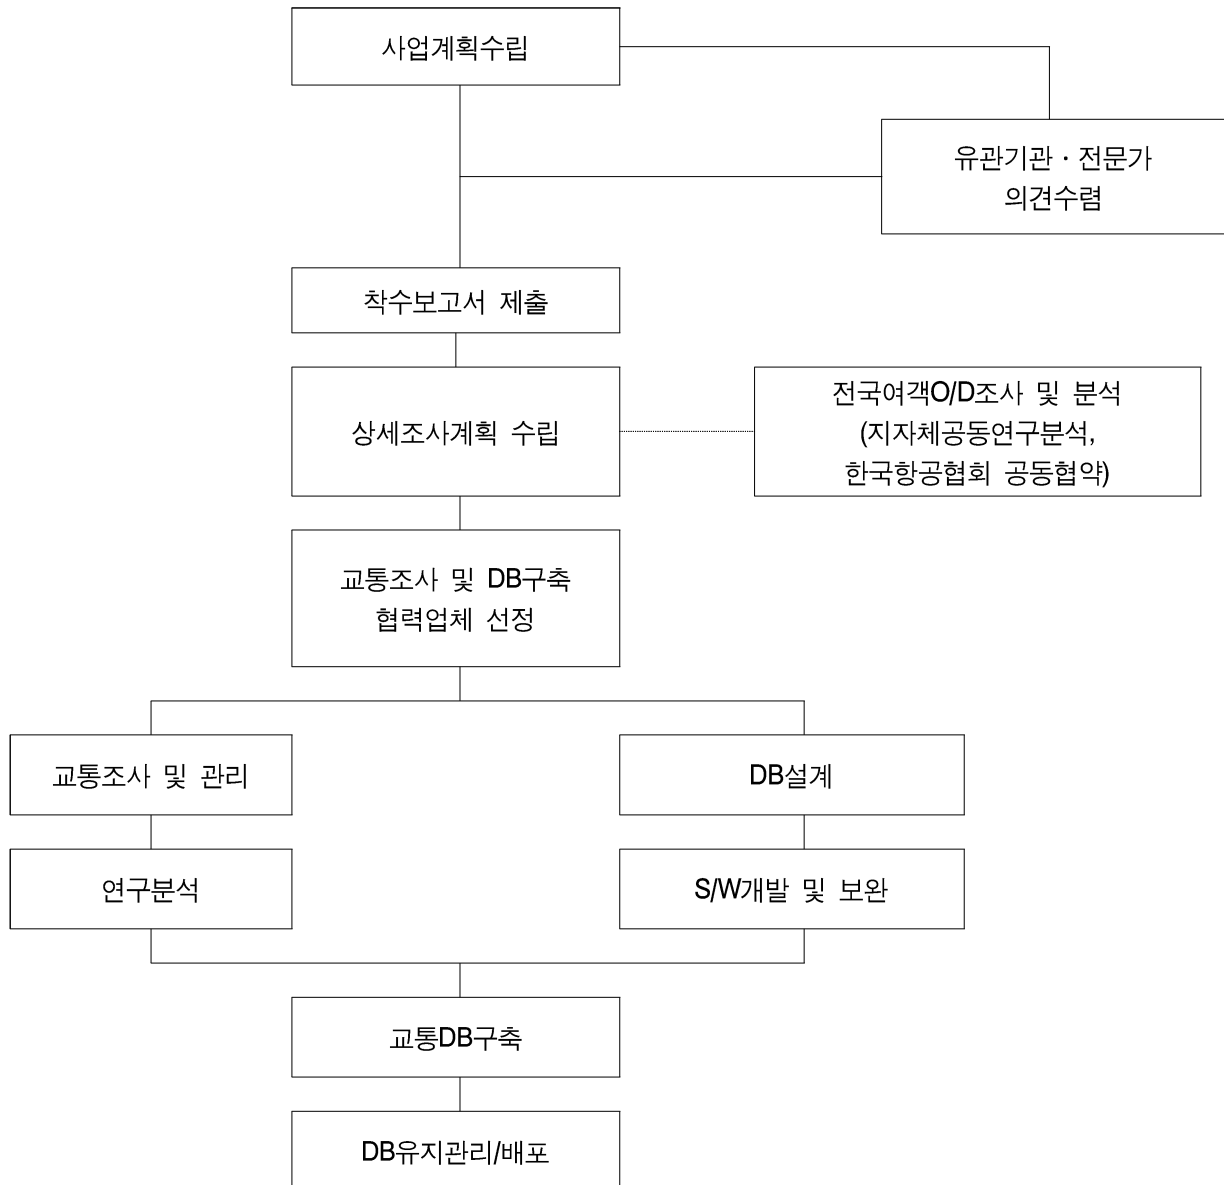 사업계획수립
유관기관 · 전문가
의견수렴
착수보고서 제출
상세조사계획 수립
전국여객O/D조사 및 분석
(지자체공동연구분석,
한국항공협회 공동협약)
교통조사 및 DB구축
협력업체 선정
교통조사 및 관리
DB설계
연구분석
S/W개발 및 보완
교통DB구축
DB유지관리/배포